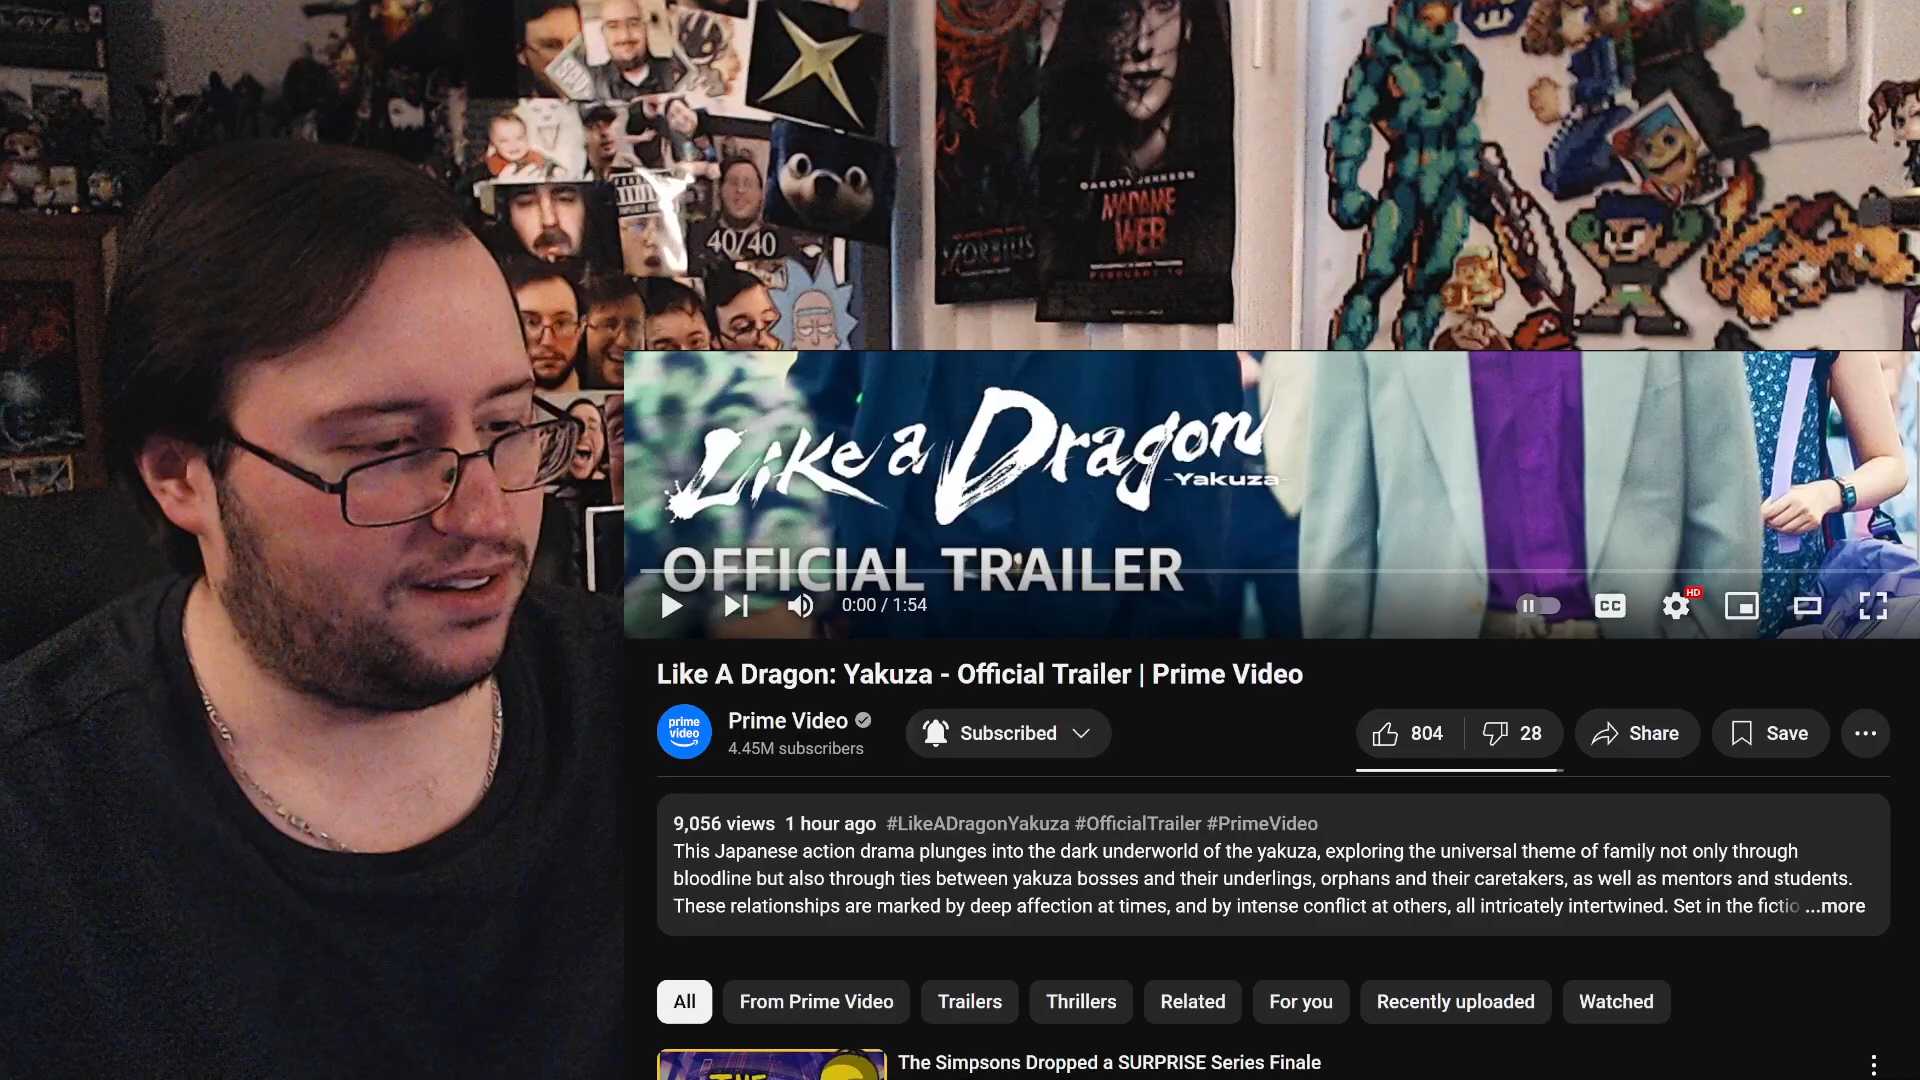 40/40
MORBIUS
DAKOTA JOHNSON
MADAME
WEB
Like a Dragon
-Yakuza-
OFFICIAL TRAILER
0:00 / 1:54
CC
HD
Like A Dragon: Yakuza - Official Trailer | Prime Video
prime
video
Prime Video
4.45M subscribers
Subscribed
804
28
Share
Save
9,056 views 1 hour ago #LikeADragonYakuza #OfficialTrailer #PrimeVideo
This Japanese action drama plunges into the dark underworld of the yakuza, exploring the universal theme of family not only through
bloodline but also through ties between yakuza bosses and their underlings, orphans and their caretakers, as well as mentors and students.
These relationships are marked by deep affection at times, and by intense conflict at others, all intricately intertwined. Set in the fictio ...more
All
From Prime Video
Trailers
Thrillers
Related
For you
Recently uploaded
Watched
THE
The Simpsons Dropped a SURPRISE Series Finale